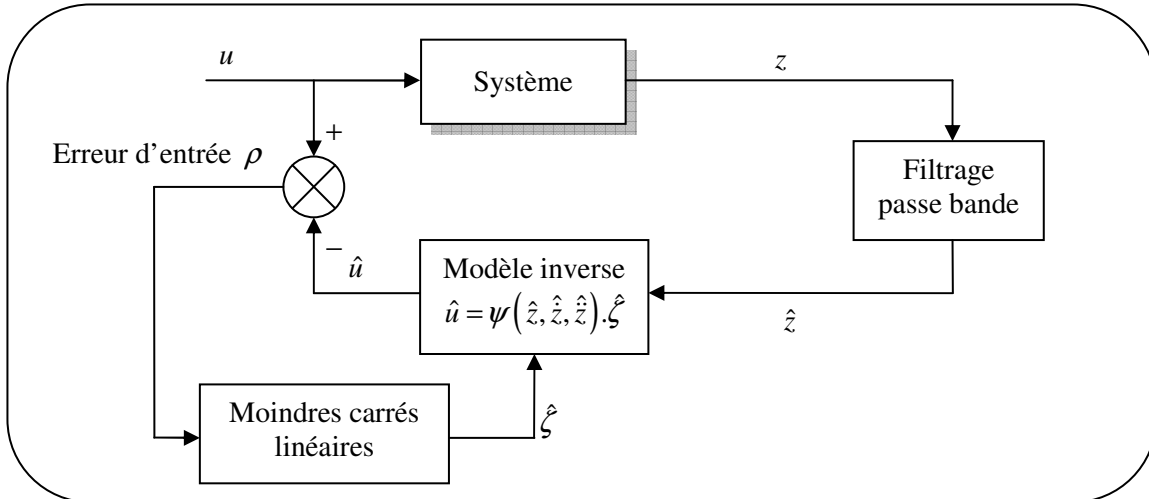 u
Système
z
+
Erreur d'entrée ρ
Filtrage
passe bande
−
û
Modèle inverse
û = ψ(ẑ, ẑ̇, ẑ̈).ζ̂
ẑ
Moindres carrés
linéaires
ζ̂